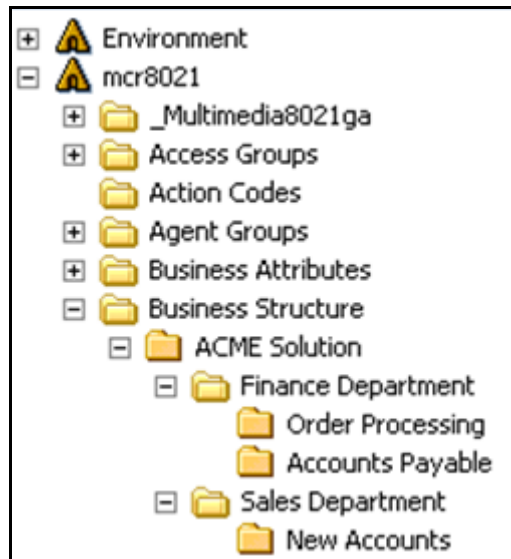 Environment
mcr8021
_Multimedia8021ga
Access Groups
Action Codes
Agent Groups
Business Attributes
Business Structure
ACME Solution
Finance Department
Order Processing
Accounts Payable
Sales Department
New Accounts